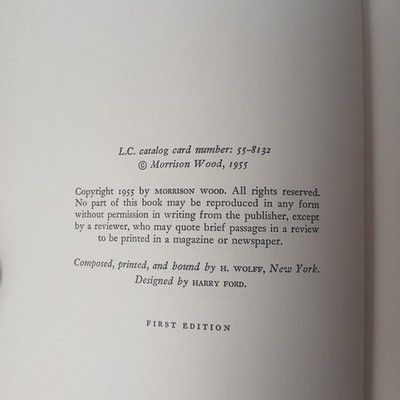 L.C. catalog card number: 55-8132
© Morrison Wood, 1955
Copyright 1955 by MORRISON WOOD. All rights reserved.
No part of this book may be reproduced in any form
without permission in writing from the publisher, except
by a reviewer, who may quote brief passages in a review
to be printed in a magazine or newspaper.
Composed, printed, and bound by H. WOLFF, New York.
Designed by HARRY FORD.
FIRST EDITION